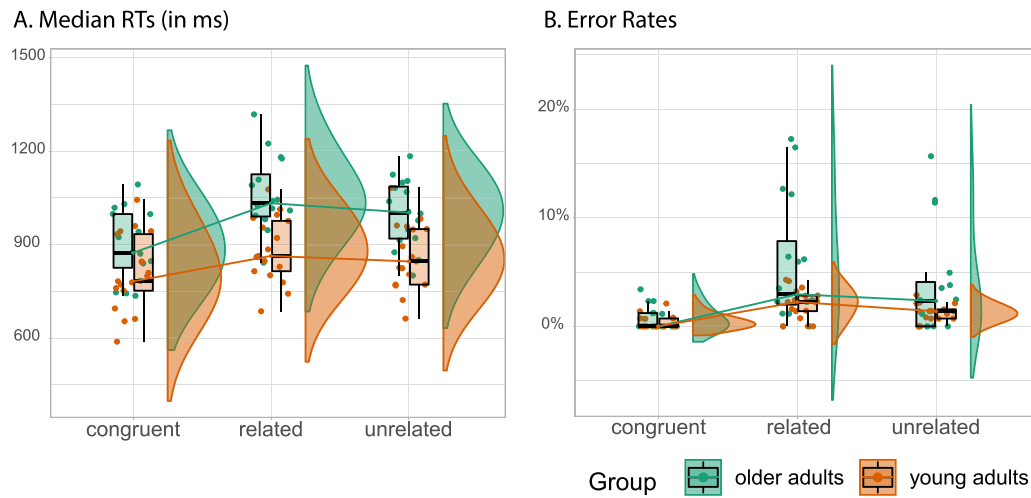 A. Median RTs (in ms)
1500
1200
900
600
congruent related unrelated
B. Error Rates
20%
10%
0%
congruent related unrelated
Group older adults young adults